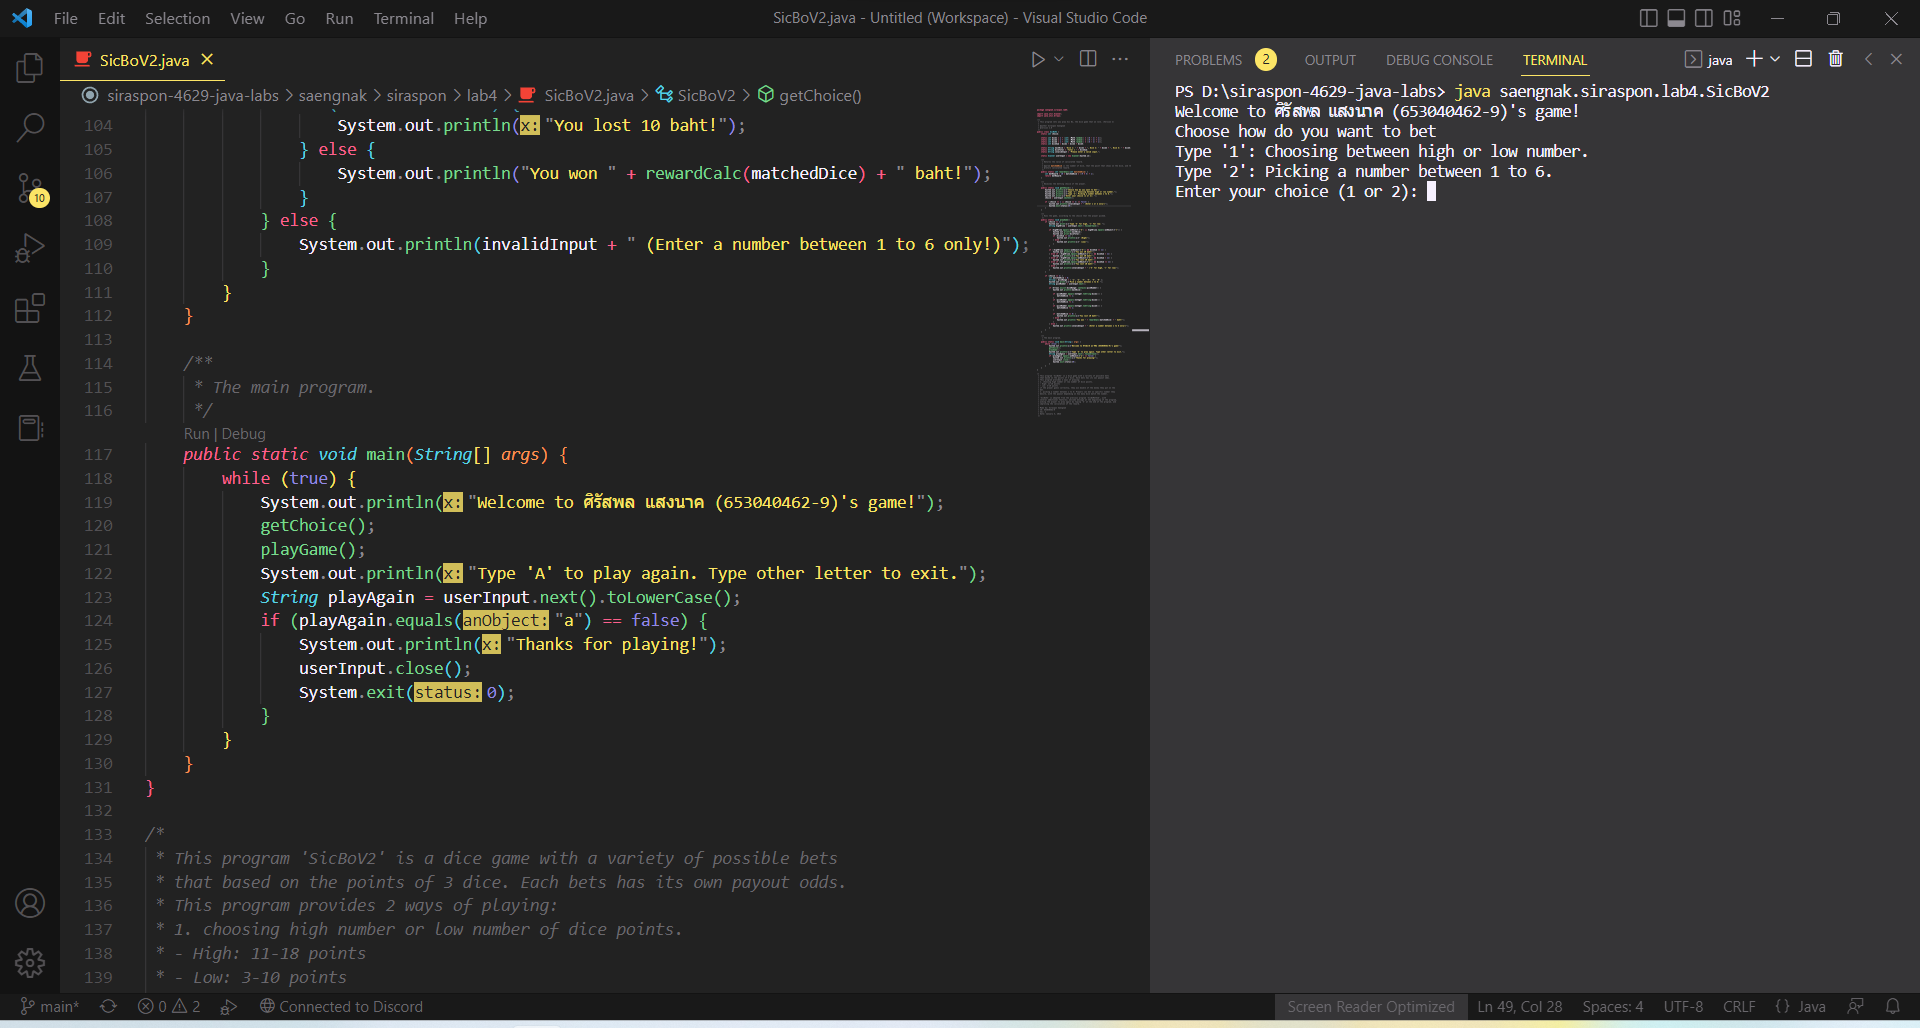 File Edit Selection View Go Run Terminal Help
SicBoV2.java - Untitled (Workspace) - Visual Studio Code
SicBoV2.java
siraspon-4629-java-labs > saengnak > siraspon > lab4 > SicBoV2.java > SicBoV2 > getChoice()
104 System.out.println(x: "You lost 10 baht!");
105 } else {
106 System.out.println("You won " + rewardCalc(matchedDice) + " baht!");
107 }
108 } else {
109 System.out.println(invalidInput + " (Enter a number between 1 to 6 only!)");
110 }
111 }
112 }
113
114 /**
115 * The main program.
116 */
Run | Debug
117 public static void main(String[] args) {
118 while (true) {
119 System.out.println(x: "Welcome to ศิรัสพล แสงนาค (653040462-9)'s game!");
120 getChoice();
121 playGame();
122 System.out.println(x: "Type 'A' to play again. Type other letter to exit.");
123 String playAgain = userInput.next().toLowerCase();
124 if (playAgain.equals(anObject: "a") == false) {
125 System.out.println(x: "Thanks for playing!");
126 userInput.close();
127 System.exit(status: 0);
128 }
129 }
130 }
131 }
132
133 /*
134 * This program 'SicBoV2' is a dice game with a variety of possible bets
135 * that based on the points of 3 dice. Each bets has its own payout odds.
136 * This program provides 2 ways of playing:
137 * 1. choosing high number or low number of dice points.
138 * - High: 11-18 points
139 * - Low: 3-10 points
PROBLEMS 2 OUTPUT DEBUG CONSOLE TERMINAL java
PS D:\siraspon-4629-java-labs> java saengnak.siraspon.lab4.SicBoV2
Welcome to ศิรัสพล แสงนาค (653040462-9)'s game!
Choose how do you want to bet
Type '1': Choosing between high or low number.
Type '2': Picking a number between 1 to 6.
Enter your choice (1 or 2):
10
main* 0 2 Connected to Discord
Screen Reader Optimized Ln 49, Col 28 Spaces: 4 UTF-8 CRLF {} Java